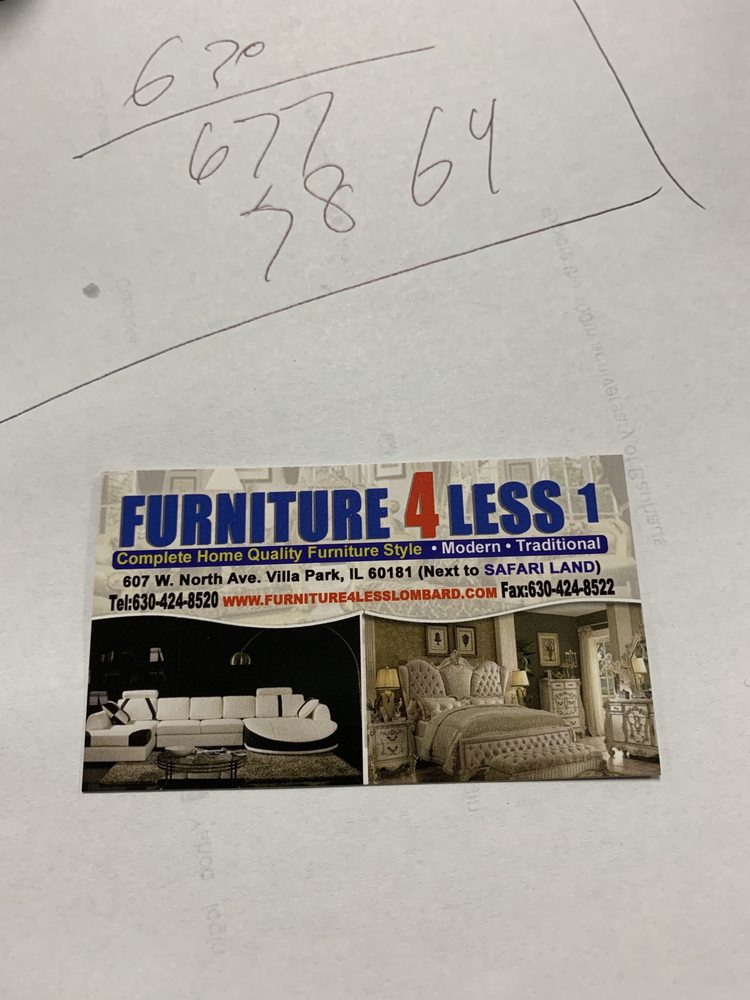 630
677
78 64
FURNITURE 4 LESS 1
Complete Home Quality Furniture Style • Modern • Traditional
607 W. North Ave. Villa Park, IL 60181 (Next to SAFARI LAND)
Tel:630-424-8520 WWW.FURNITURE4LESSLOMBARD.COM Fax:630-424-8522